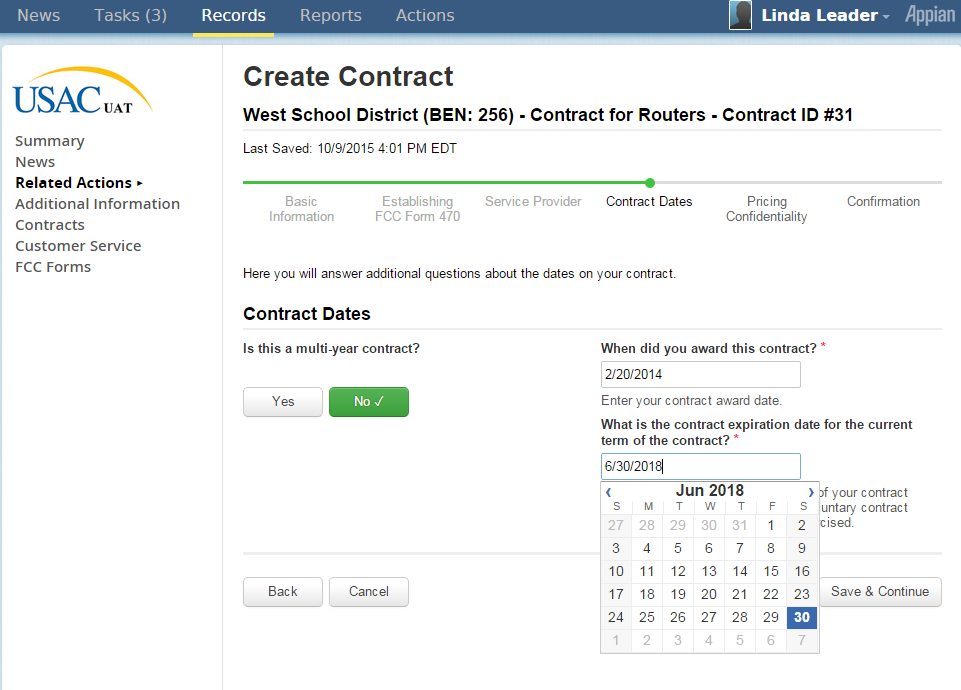 News Tasks (3) Records Reports Actions Linda Leader Appian
USAC UAT
Summary
News
Related Actions ▸
Additional Information
Contracts
Customer Service
FCC Forms
Create Contract
West School District (BEN: 256) - Contract for Routers - Contract ID #31
Last Saved: 10/9/2015 4:01 PM EDT
Basic
Information
Establishing
FCC Form 470
Service Provider
Contract Dates
Pricing
Confidentiality
Confirmation
Here you will answer additional questions about the dates on your contract.
Contract Dates
Is this a multi-year contract?
Yes No ✓
When did you award this contract? *
2/20/2014
Enter your contract award date.
What is the contract expiration date for the current
term of the contract? *
6/30/2018
of your contract
contract
‹ Jun 2018 ›
S M T W T F S
27 28 29 30 31 1 2
3 4 5 6 7 8 9
10 11 12 13 14 15 16
17 18 19 20 21 22 23
24 25 26 27 28 29 30
1 2 3 4 5 6 7
Back Cancel Save & Continue